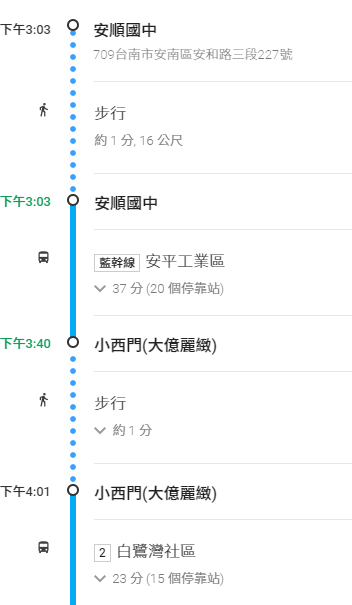 下午3:03 安順國中
709台南市安南區安和路三段227號
步行
約 1 分, 16 公尺
下午3:03 安順國中
藍幹線 安平工業區
37 分 (20 個停靠站)
下午3:40 小西門(大億麗緻)
步行
約 1 分
下午4:01 小西門(大億麗緻)
2 白鷺灣社區
23 分 (15 個停靠站)